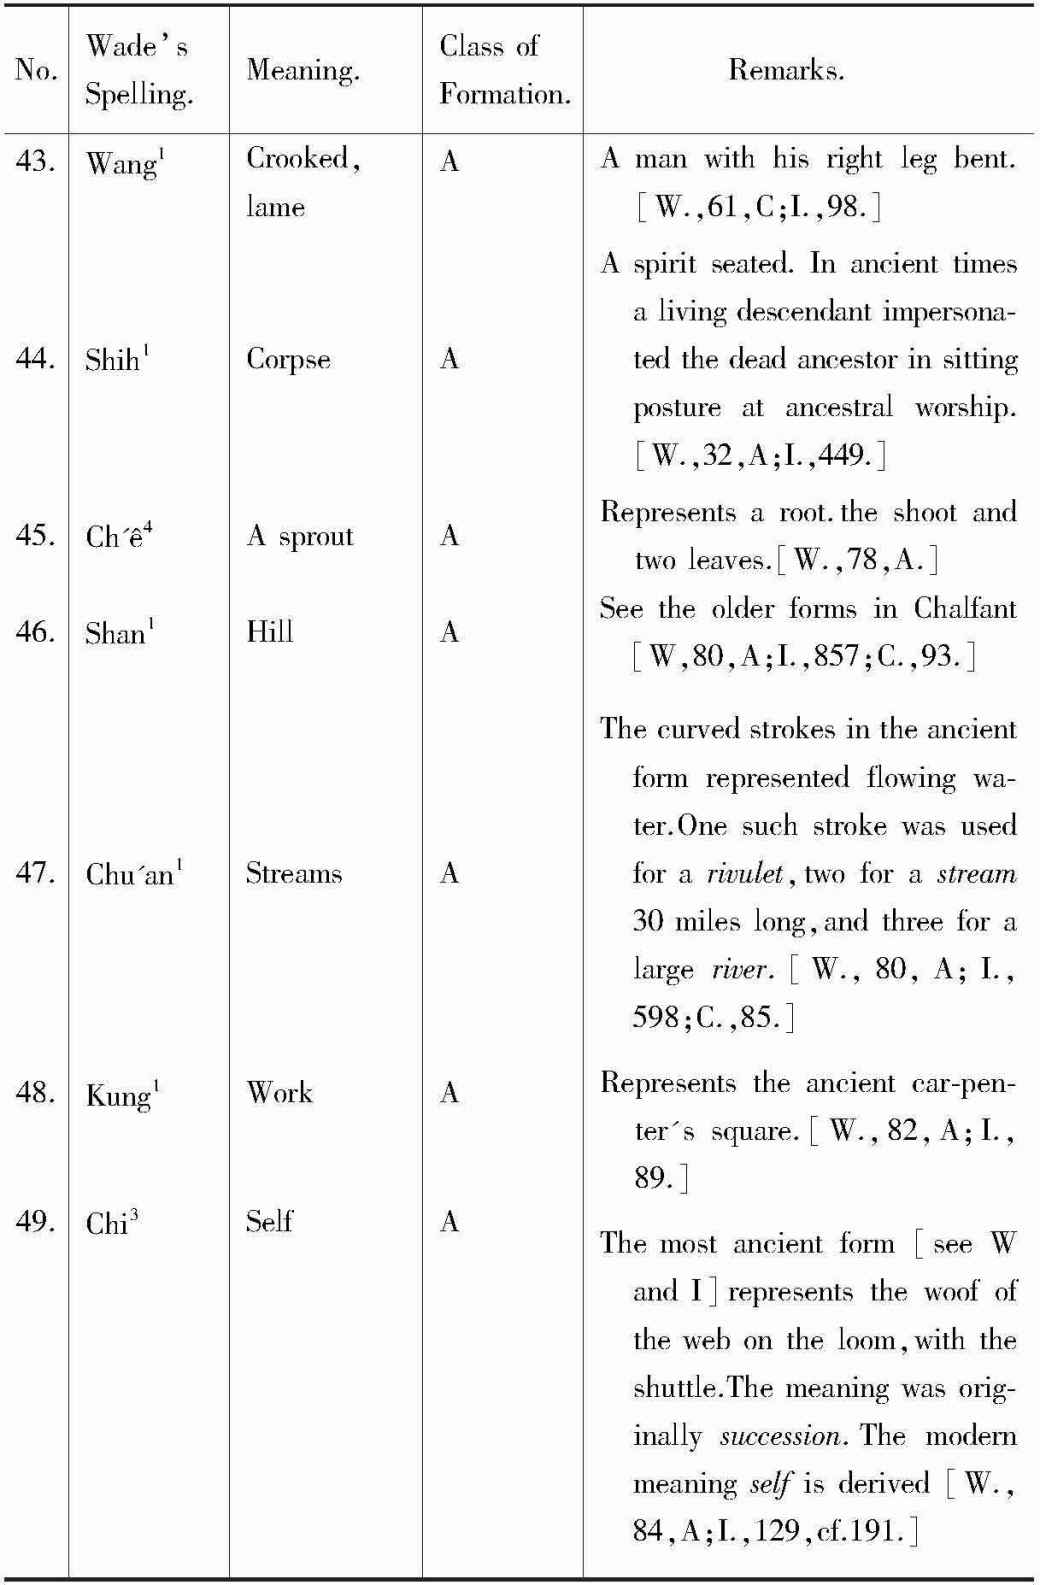 No. Wade's Spelling. Meaning. Class of Formation. Remarks.
43. Wang¹ Crooked, A A man with his right leg bent.
lame [W.,61,C;I.,98.]
A spirit seated. In ancient times
a living descendant impersona-
44. Shih¹ Corpse A ted the dead ancestor in sitting
posture at ancestral worship.
[W.,32,A;I.,449.]
45. Ch´ê⁴ A sprout A Represents a root. the shoot and
two leaves.[W.,78,A.]
46. Shan¹ Hill A See the older forms in Chalfant
[W,80,A;I.,857;C.,93.]
The curved strokes in the ancient
form represented flowing wa-
ter.One such stroke was used
47. Chu´an¹ Streams A for a rivulet, two for a stream
30 miles long, and three for a
large river. [W., 80, A; I.,
598;C.,85.]
48. Kung¹ Work A Represents the ancient car-pen-
ter´s square. [W., 82, A; I.,
89.]
49. Chi³ Self A The most ancient form [see W
and I] represents the woof of
the web on the loom, with the
shuttle.The meaning was orig-
inally succession. The modern
meaning self is derived [W.,
84,A;I.,129,cf.191.]